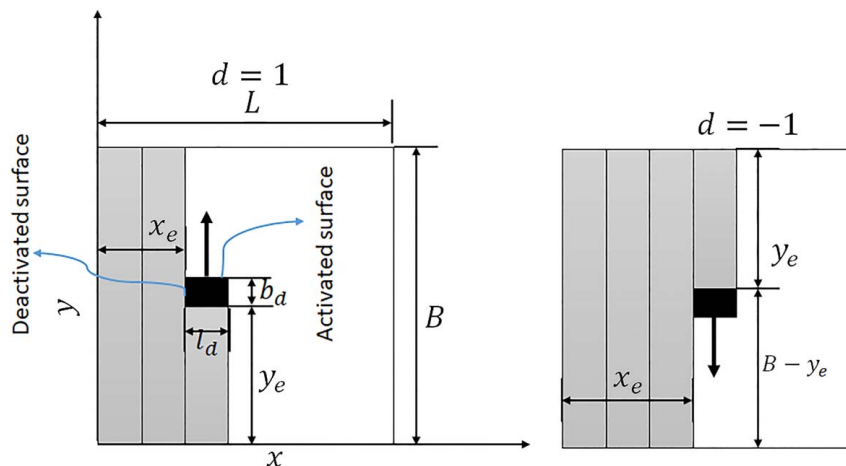 d = 1
L
Deactivated surface
x_e
Activated surface
y
b_d
l_d
B
y_e
x
d = −1
y_e
x_e
B − y_e